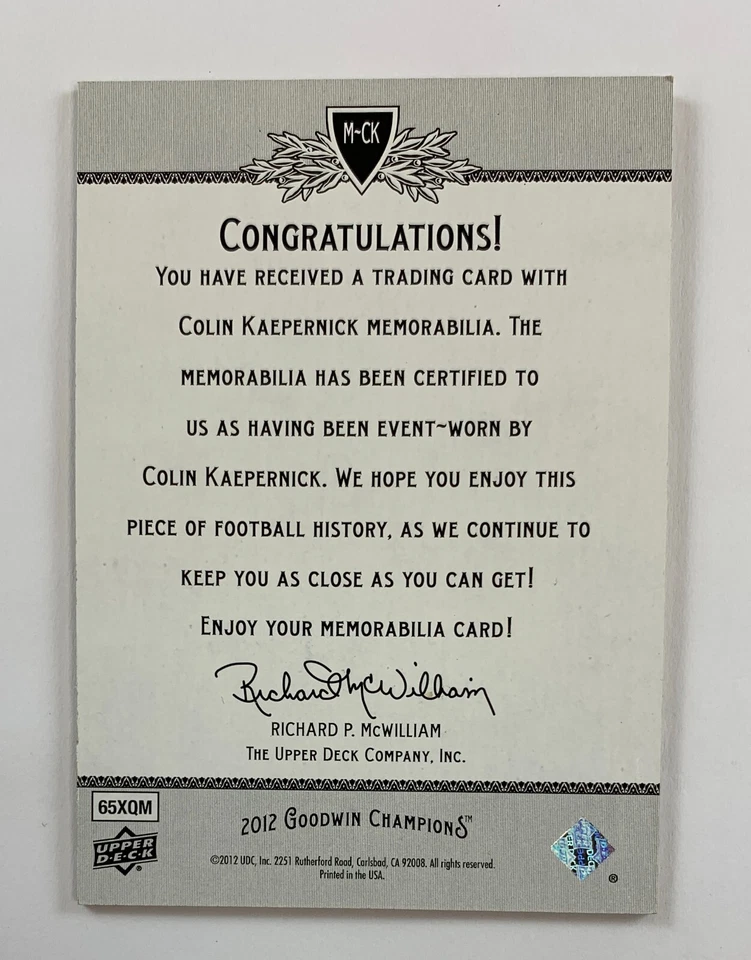 M~CK
CONGRATULATIONS!
YOU HAVE RECEIVED A TRADING CARD WITH
COLIN KAEPERNICK MEMORABILIA. THE
MEMORABILIA HAS BEEN CERTIFIED TO
US AS HAVING BEEN EVENT~WORN BY
COLIN KAEPERNICK. WE HOPE YOU ENJOY THIS
PIECE OF FOOTBALL HISTORY, AS WE CONTINUE TO
KEEP YOU AS CLOSE AS YOU CAN GET!
ENJOY YOUR MEMORABILIA CARD!
Richard McWilliam
RICHARD P. McWILLIAM
THE UPPER DECK COMPANY, INC.
65XQM
UPPER
D·E·C·K®
2012 GOODWIN CHAMPIONS™
©2012 UDC, Inc. 2251 Rutherford Road, Carlsbad, CA 92008. All rights reserved.
Printed in the USA.
®